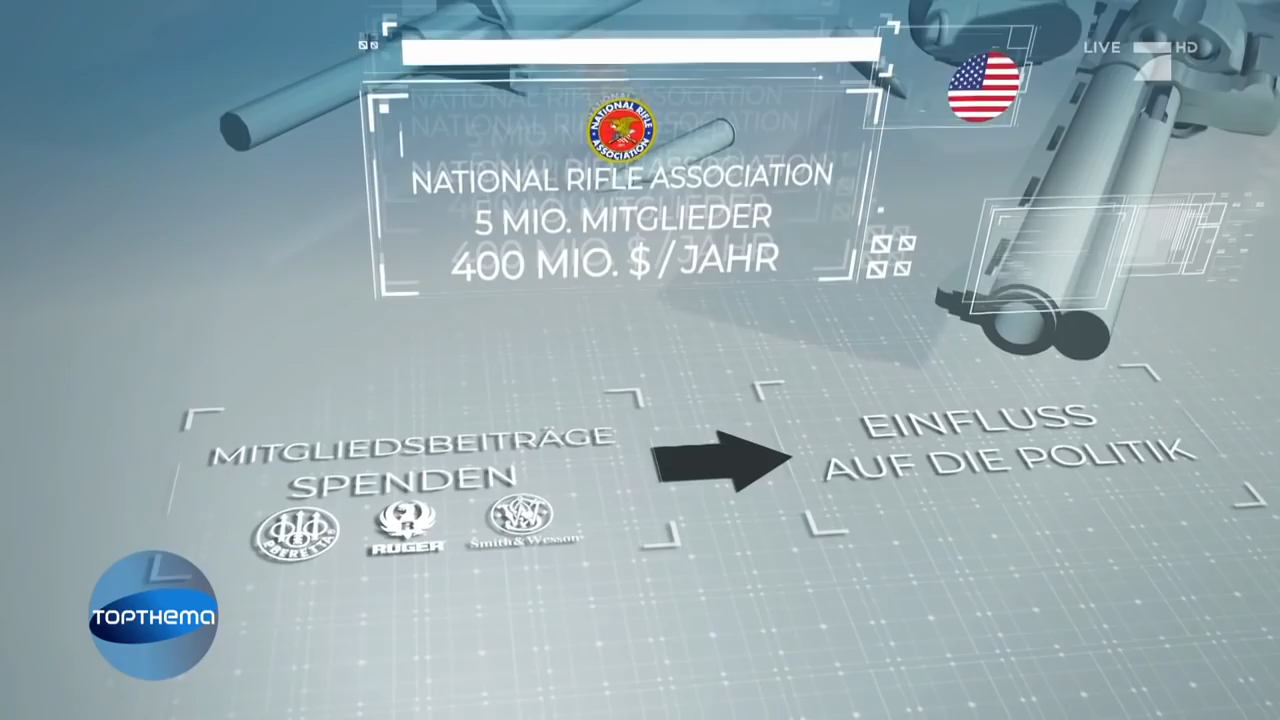 LIVE HD
NATIONAL RIFLE ASSOCIATION
NATIONAL RIFLE ASSOCIATION
5 MIO. MITGLIEDER
400 MIO. $/JAHR
MITGLIEDSBEITRÄGE
SPENDEN
P.BERETTA
RUGER
Smith & Wesson
EINFLUSS
AUF DIE POLITIK
TOPTHEMA